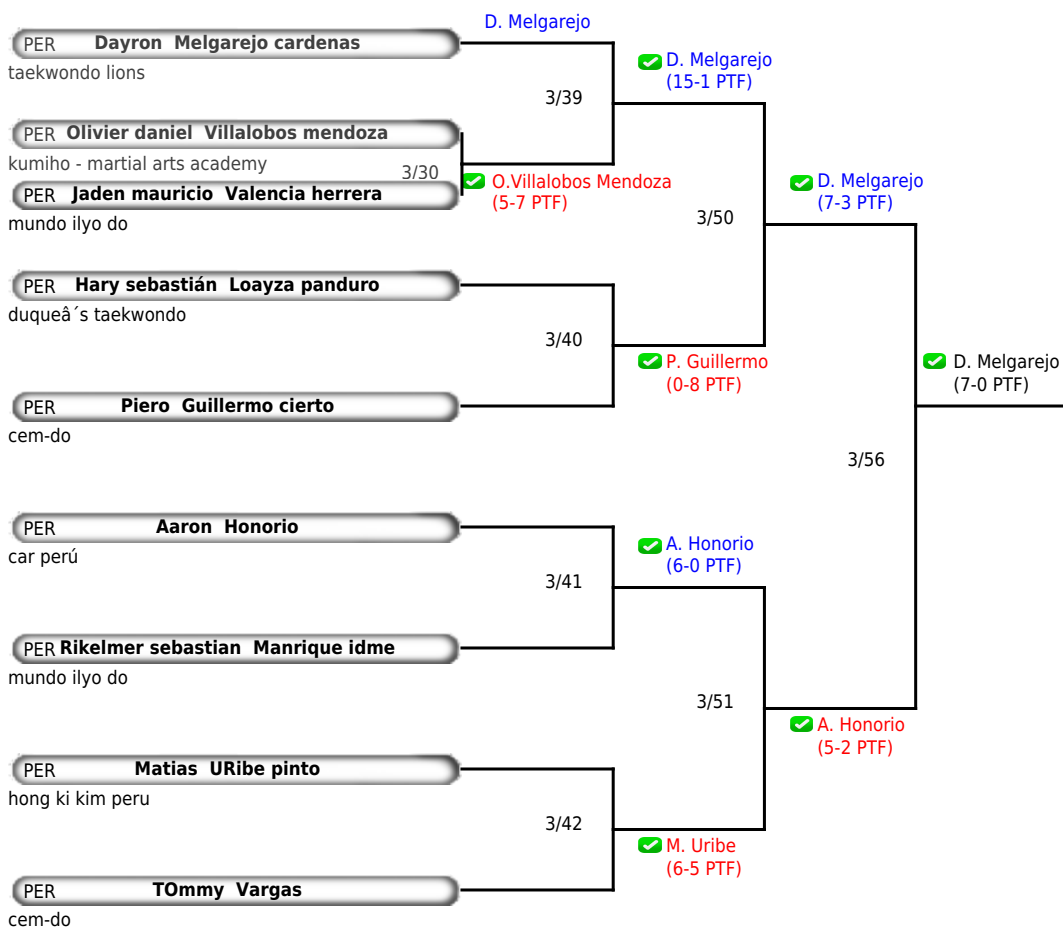 D. Melgarejo
PER Dayron Melgarejo cardenas
taekwondo lions
D. Melgarejo
(15-1 PTF)
3/39
PER Olivier daniel Villalobos mendoza
kumiho - martial arts academy
3/30
O.Villalobos Mendoza
(5-7 PTF)
PER Jaden mauricio Valencia herrera
mundo ilyo do
D. Melgarejo
(7-3 PTF)
3/50
PER Hary sebastián Loayza panduro
duqueâ´s taekwondo
3/40
P. Guillermo
(0-8 PTF)
D. Melgarejo
(7-0 PTF)
PER Piero Guillermo cierto
cem-do
3/56
PER Aaron Honorio
car perú
A. Honorio
(6-0 PTF)
3/41
PER Rikelmer sebastian Manrique idme
mundo ilyo do
3/51
A. Honorio
(5-2 PTF)
PER Matias URibe pinto
hong ki kim peru
3/42
M. Uribe
(6-5 PTF)
PER TOmmy Vargas
cem-do